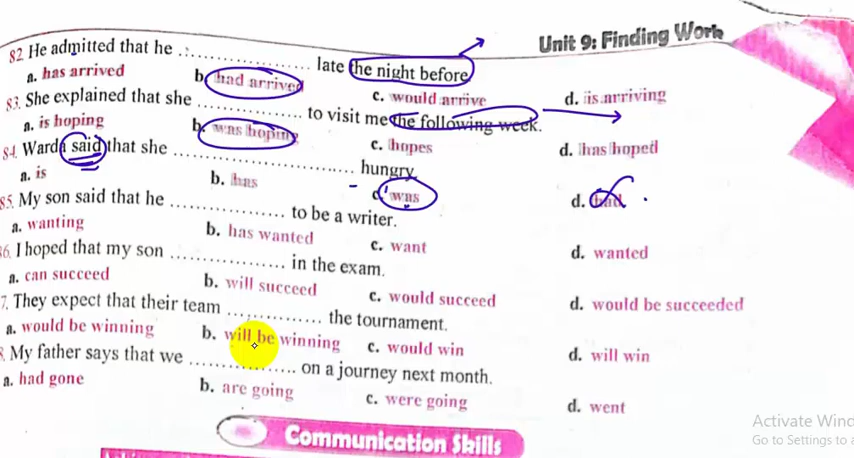 Unit 9: Finding Work
82. He admitted that he .................... late the night before.
a. has arrived b. had arrived c. would arrive d. is arriving
83. She explained that she .................... to visit me the following week.
a. is hoping b. was hoping c. hopes d. has hoped
84. Warda said that she .................... hungry.
a. is b. has c. was d. had
85. My son said that he .................... to be a writer.
a. wanting b. has wanted c. want d. wanted
86. I hoped that my son .................... in the exam.
a. can succeed b. will succeed c. would succeed d. would be succeeded
7. They expect that their team .................... the tournament.
a. would be winning b. will be winning c. would win d. will win
My father says that we .................... on a journey next month.
a. had gone b. are going c. were going d. went
Communication Skills
Activate Wind
Go to Settings to a